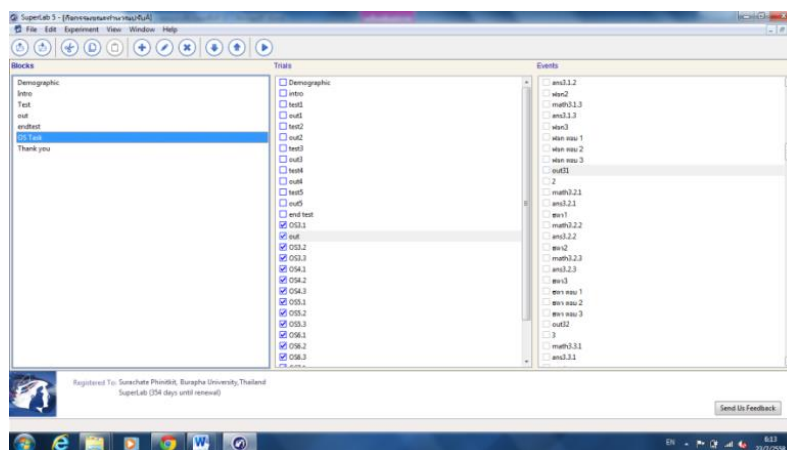 SuperLab 5 -
File Edit Experiment View Window Help
Blocks
Demographic
Intro
Test
out
endtest
OS Task
Thank you
Trials
Demographic
intro
test1
out1
test2
out2
test3
out3
test4
out4
test5
out5
end test
OS3.1
out
OS3.2
OS3.3
OS4.1
OS4.2
OS4.3
OS5.1
OS5.2
OS5.3
OS6.1
OS6.2
OS6.3
Events
ans3.1.2
math3.1.3
ans3.1.3
out31
2
math3.2.1
ans3.2.1
math3.2.2
ans3.2.2
math3.2.3
ans3.2.3
out32
3
math3.3.1
ans3.3.1
Registered To: Surachate Phinitkit, Burapha University, Thailand
SuperLab (354 days until renewal)
Send Us Feedback
EN
6:13
23/7/2558